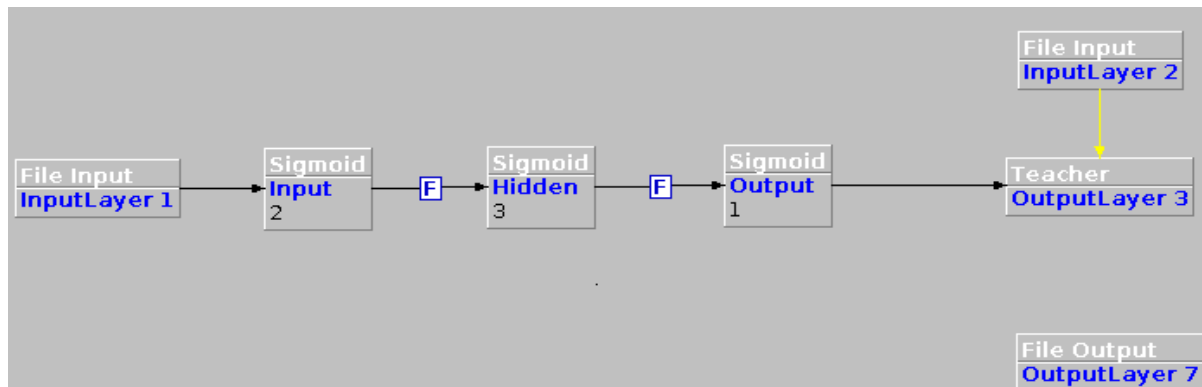 File Input
InputLayer 2
File Input
InputLayer 1
Sigmoid
Input
2
F
Sigmoid
Hidden
3
F
Sigmoid
Output
1
Teacher
OutputLayer 3
File Output
OutputLayer 7